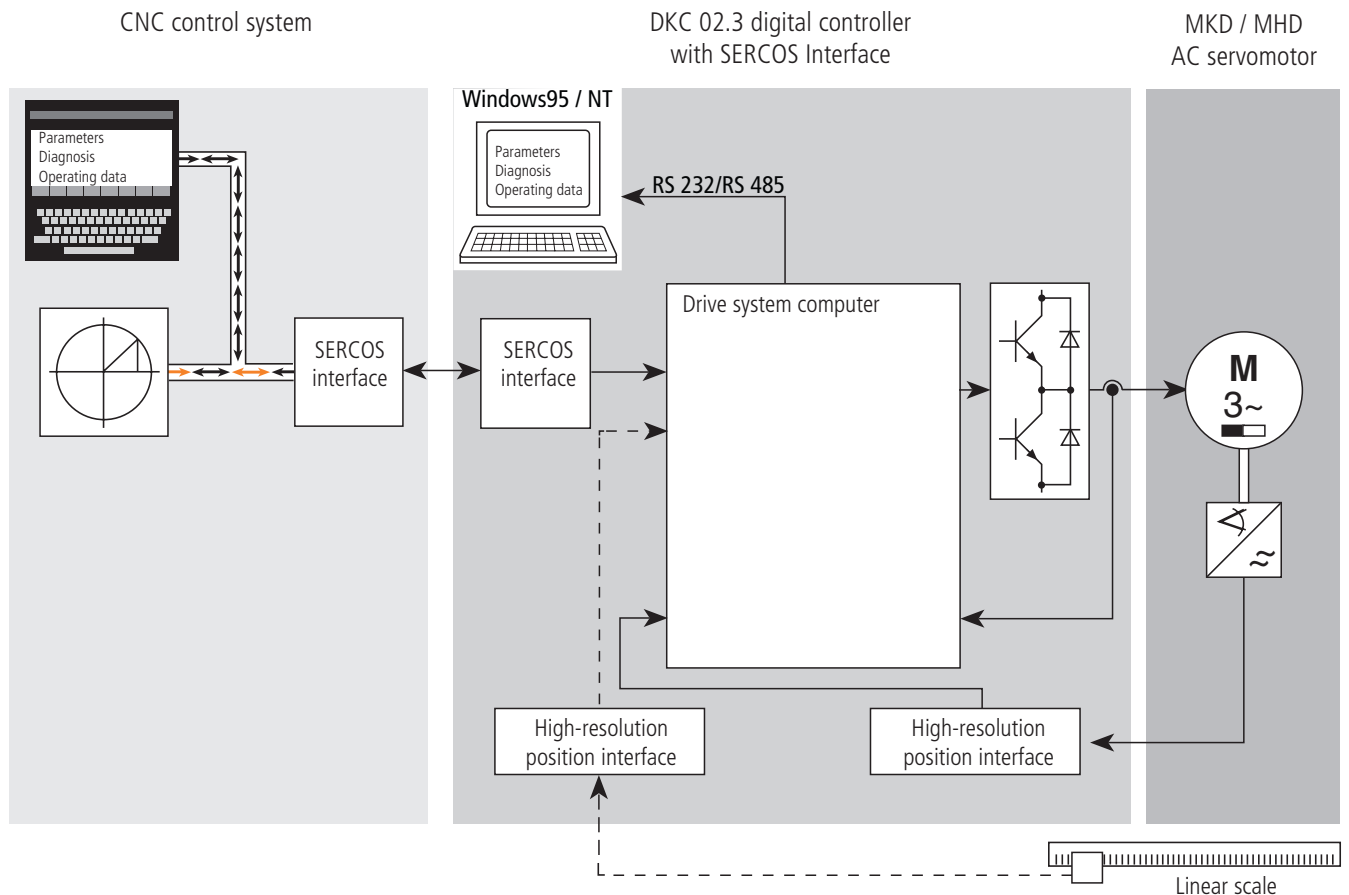 CNC control system
DKC 02.3 digital controller
with SERCOS Interface
MKD / MHD
AC servomotor
Parameters
Diagnosis
Operating data
Windows95 / NT
Parameters
Diagnosis
Operating data
RS 232/RS 485
Drive system computer
SERCOS
interface
SERCOS
interface
M
3~
High-resolution
position interface
High-resolution
position interface
Linear scale